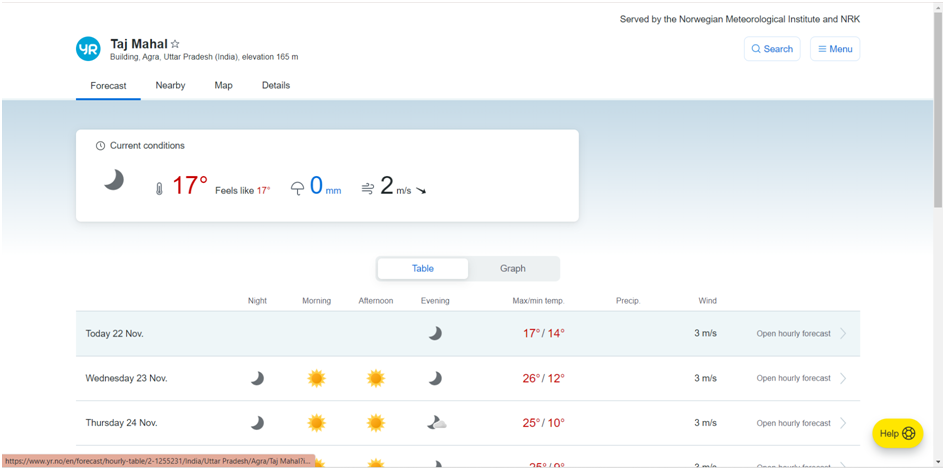 Served by the Norwegian Meteorological Institute and NRK
YR
Taj Mahal
Building, Agra, Uttar Pradesh (India), elevation 165 m
Search
Menu
Forecast Nearby Map Details
Current conditions
17° Feels like 17° 0 mm 2 m/s
Table Graph
Night Morning Afternoon Evening Max/min temp. Precip. Wind
Today 22 Nov. 17°/ 14° 3 m/s Open hourly forecast
Wednesday 23 Nov. 26°/ 12° 3 m/s Open hourly forecast
Thursday 24 Nov. 25°/ 10° 3 m/s Open hourly forecast
Help
https://www.yr.no/en/forecast/hourly-table/2-1255231/India/Uttar Pradesh/Agra/Taj Mahal?i...